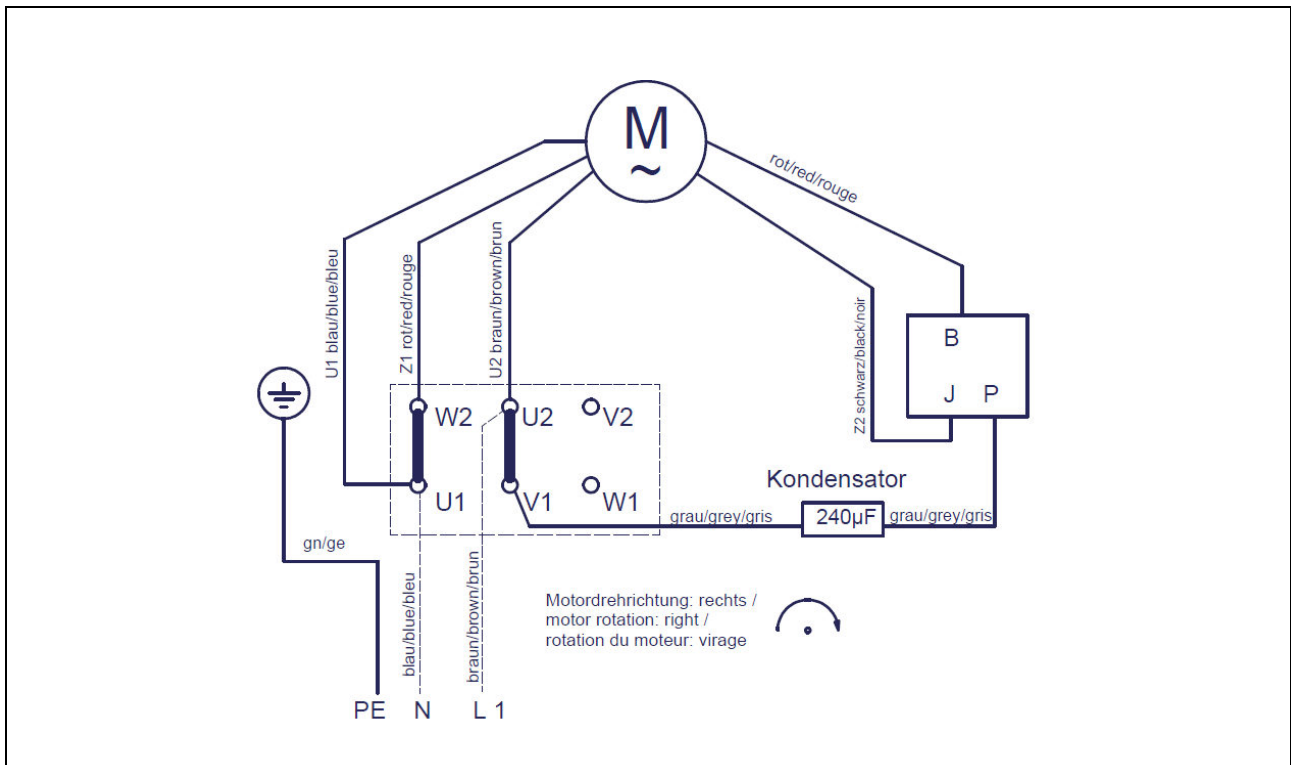 M
~
rot/red/rouge
U1 blau/blue/bleu
Z1 rot/red/rouge
U2 braun/brown/brun
Z2 schwarz/black/noir
B
J P
W2 U2 V2
U1 V1 W1
Kondensator
grau/grey/gris 240µF grau/grey/gris
gn/ge
blau/blue/bleu
braun/brown/brun
Motordrehrichtung: rechts /
motor rotation: right /
rotation du moteur: virage
PE N L 1